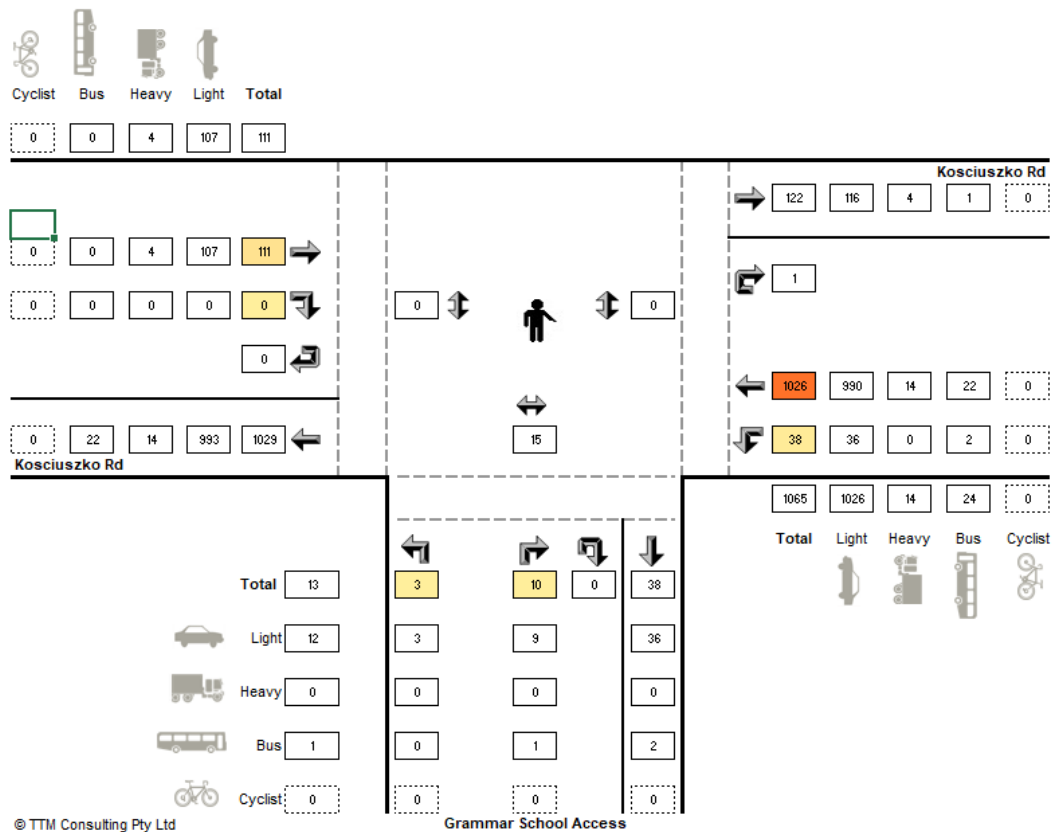 Cyclist Bus Heavy Light Total
0 0 4 107 111
Kosciuszko Rd
122 116 4 1 0
0 0 4 107 111
1
0 0 0 0 0
0 0
0
1026 990 14 22 0
15
0 22 14 993 1029
38 36 0 2 0
Kosciuszko Rd
1065 1026 14 24 0
Total Light Heavy Bus Cyclist
Total 13 3 10 0 38
Light 12 3 9 36
Heavy 0 0 0 0
Bus 1 0 1 2
Cyclist 0 0 0 0
© TTM Consulting Pty Ltd
Grammar School Access